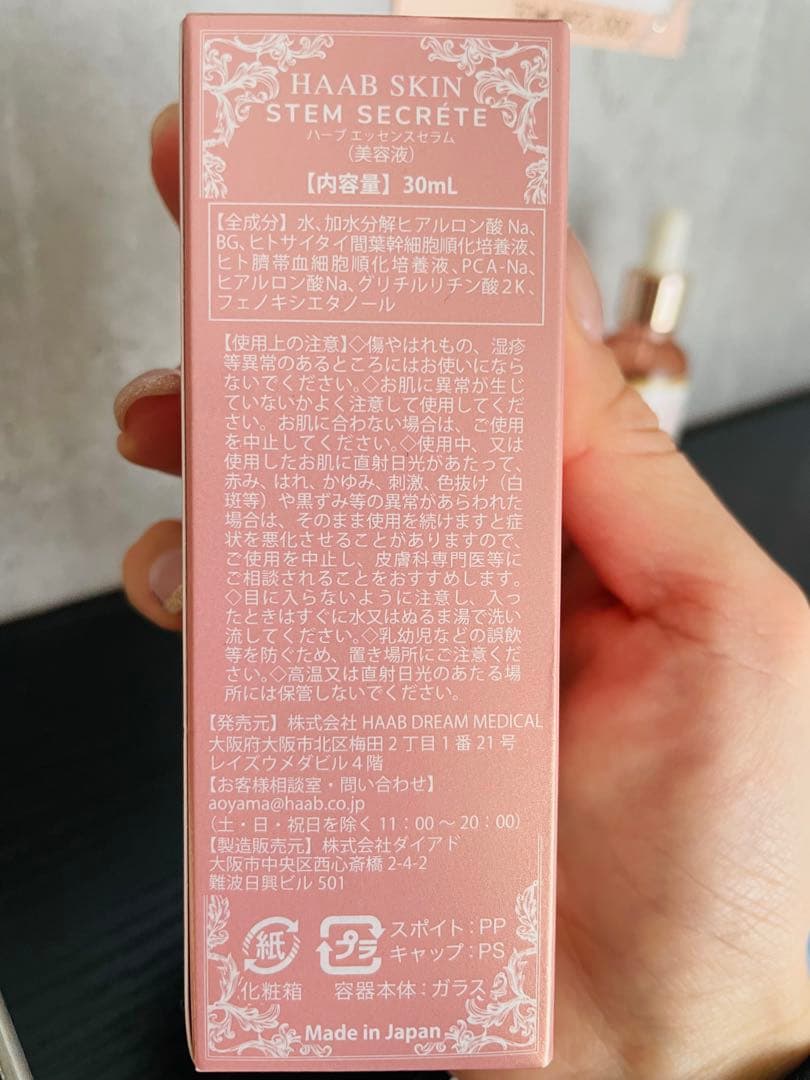 HAAB SKIN
STEM SECRÉTE
ハーブ エッセンスセラム
（美容液）
【内容量】 30mL
【全成分】水、加水分解ヒアルロン酸 Na、
BG、ヒトサイタイ間葉幹細胞順化培養液、
ヒト臍帯血細胞順化培養液、PCA-Na、
ヒアルロン酸Na、グリチルリチン酸2K、
フェノキシエタノール
【使用上の注意】◇傷やはれもの、湿疹
等異常のあるところにはお使いになら
ないでください。◇お肌に異常が生じ
ていないかよく注意して使用してくだ
さい。お肌に合わない場合は、ご使用
を中止してください。◇使用中、又は
使用したお肌に直射日光があたって、
赤み、はれ、かゆみ、刺激、色抜け（白
斑等）や黒ずみ等の異常があらわれた
場合は、そのまま使用を続けますと症
状を悪化させることがありますので、
ご使用を中止し、皮膚科専門医等に
ご相談されることをおすすめします。
◇目に入らないように注意し、入っ
たときはすぐに水又はぬるま湯で洗い
流してください。◇乳幼児などの誤飲
等を防ぐため、置き場所にご注意くだ
さい。◇高温又は直射日光のあたる場
所には保管しないでください。
【発売元】株式会社 HAAB DREAM MEDICAL
大阪府大阪市北区梅田2丁目1番21号
レイズウメダビル4階
【お客様相談室・問い合わせ】
aoyama@haab.co.jp
（土・日・祝日を除く 11：00～20：00）
【製造販売元】株式会社ダイアド
大阪市中央区西心斎橋 2-4-2
難波日興ビル 501
紙 プラ スポイト：PP
キャップ：PS
化粧箱 容器本体：ガラス
Made in Japan